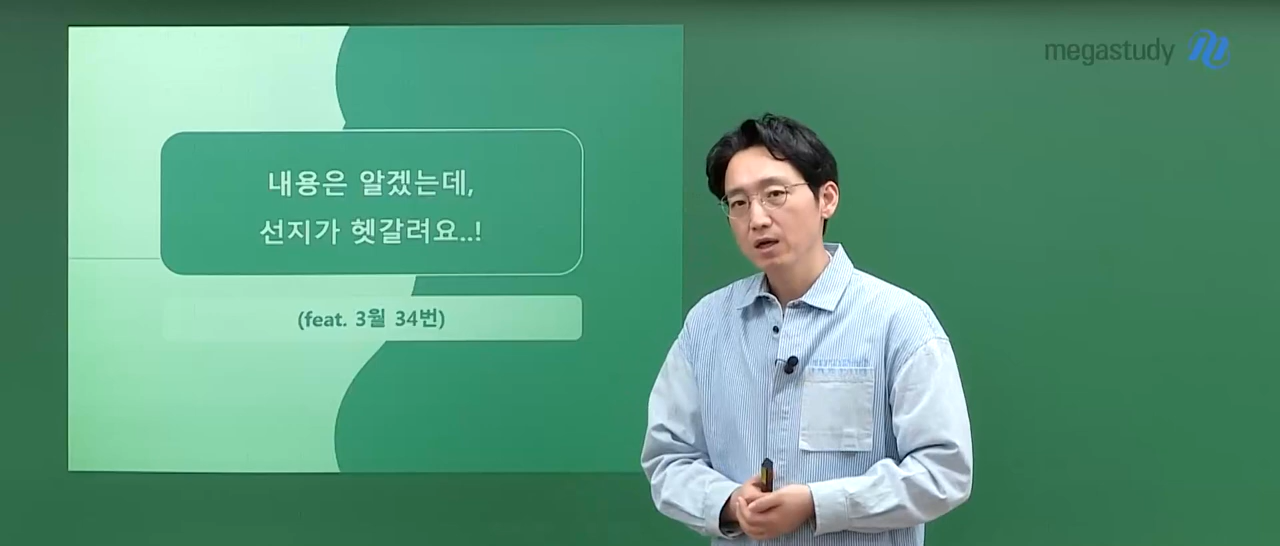 megastudy
내용은 알겠는데,
선지가 헷갈려요..!
(feat. 3월 34번)